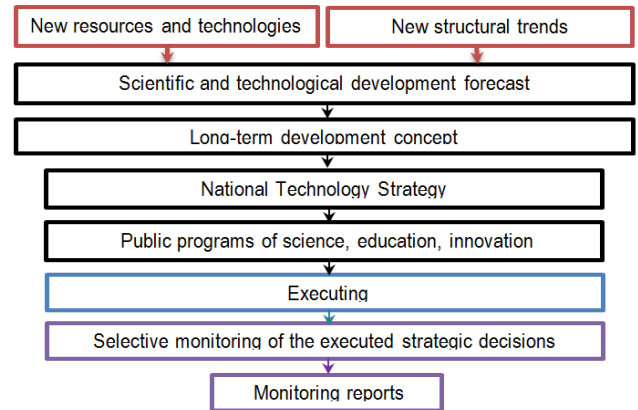 New resources and technologies
New structural trends
Scientific and technological development forecast
Long-term development concept
National Technology Strategy
Public programs of science, education, innovation
Executing
Selective monitoring of the executed strategic decisions
Monitoring reports